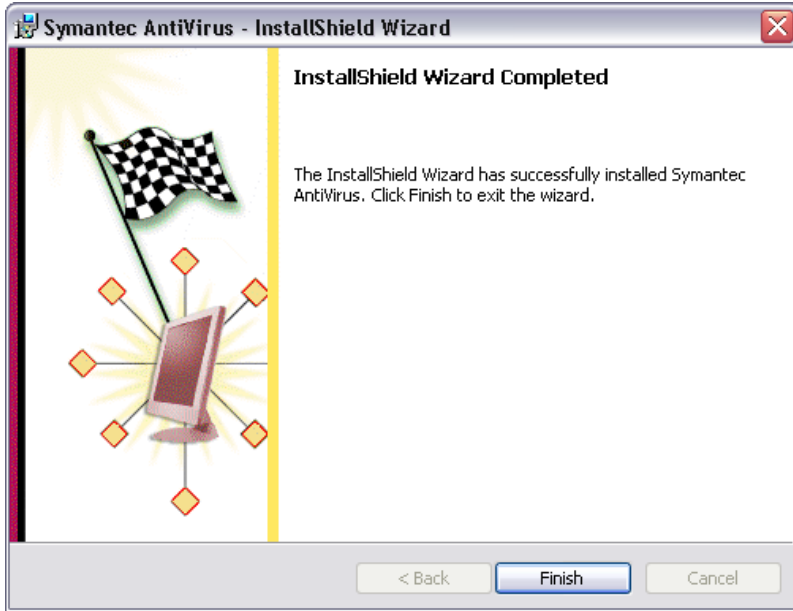 Symantec AntiVirus - InstallShield Wizard
InstallShield Wizard Completed
The InstallShield Wizard has successfully installed Symantec
AntiVirus. Click Finish to exit the wizard.
< Back
Finish
Cancel